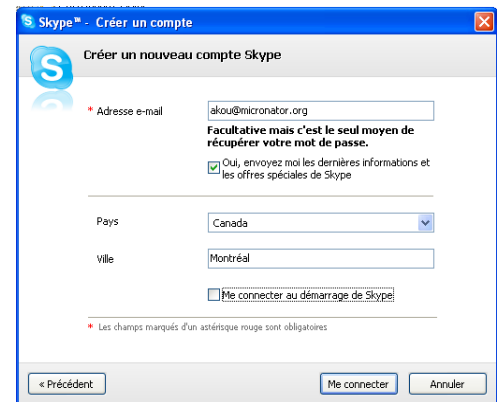 Skype™ - Créer un compte
Créer un nouveau compte Skype
* Adresse e-mail
akou@micronator.org
Facultative mais c'est le seul moyen de
récupérer votre mot de passe.
Oui, envoyez moi les dernières informations et
les offres spéciales de Skype
Pays
Canada
Ville
Montréal
Me connecter au démarrage de Skype
* Les champs marqués d'un astérisque rouge sont obligatoires
« Précédent
Me connecter
Annuler